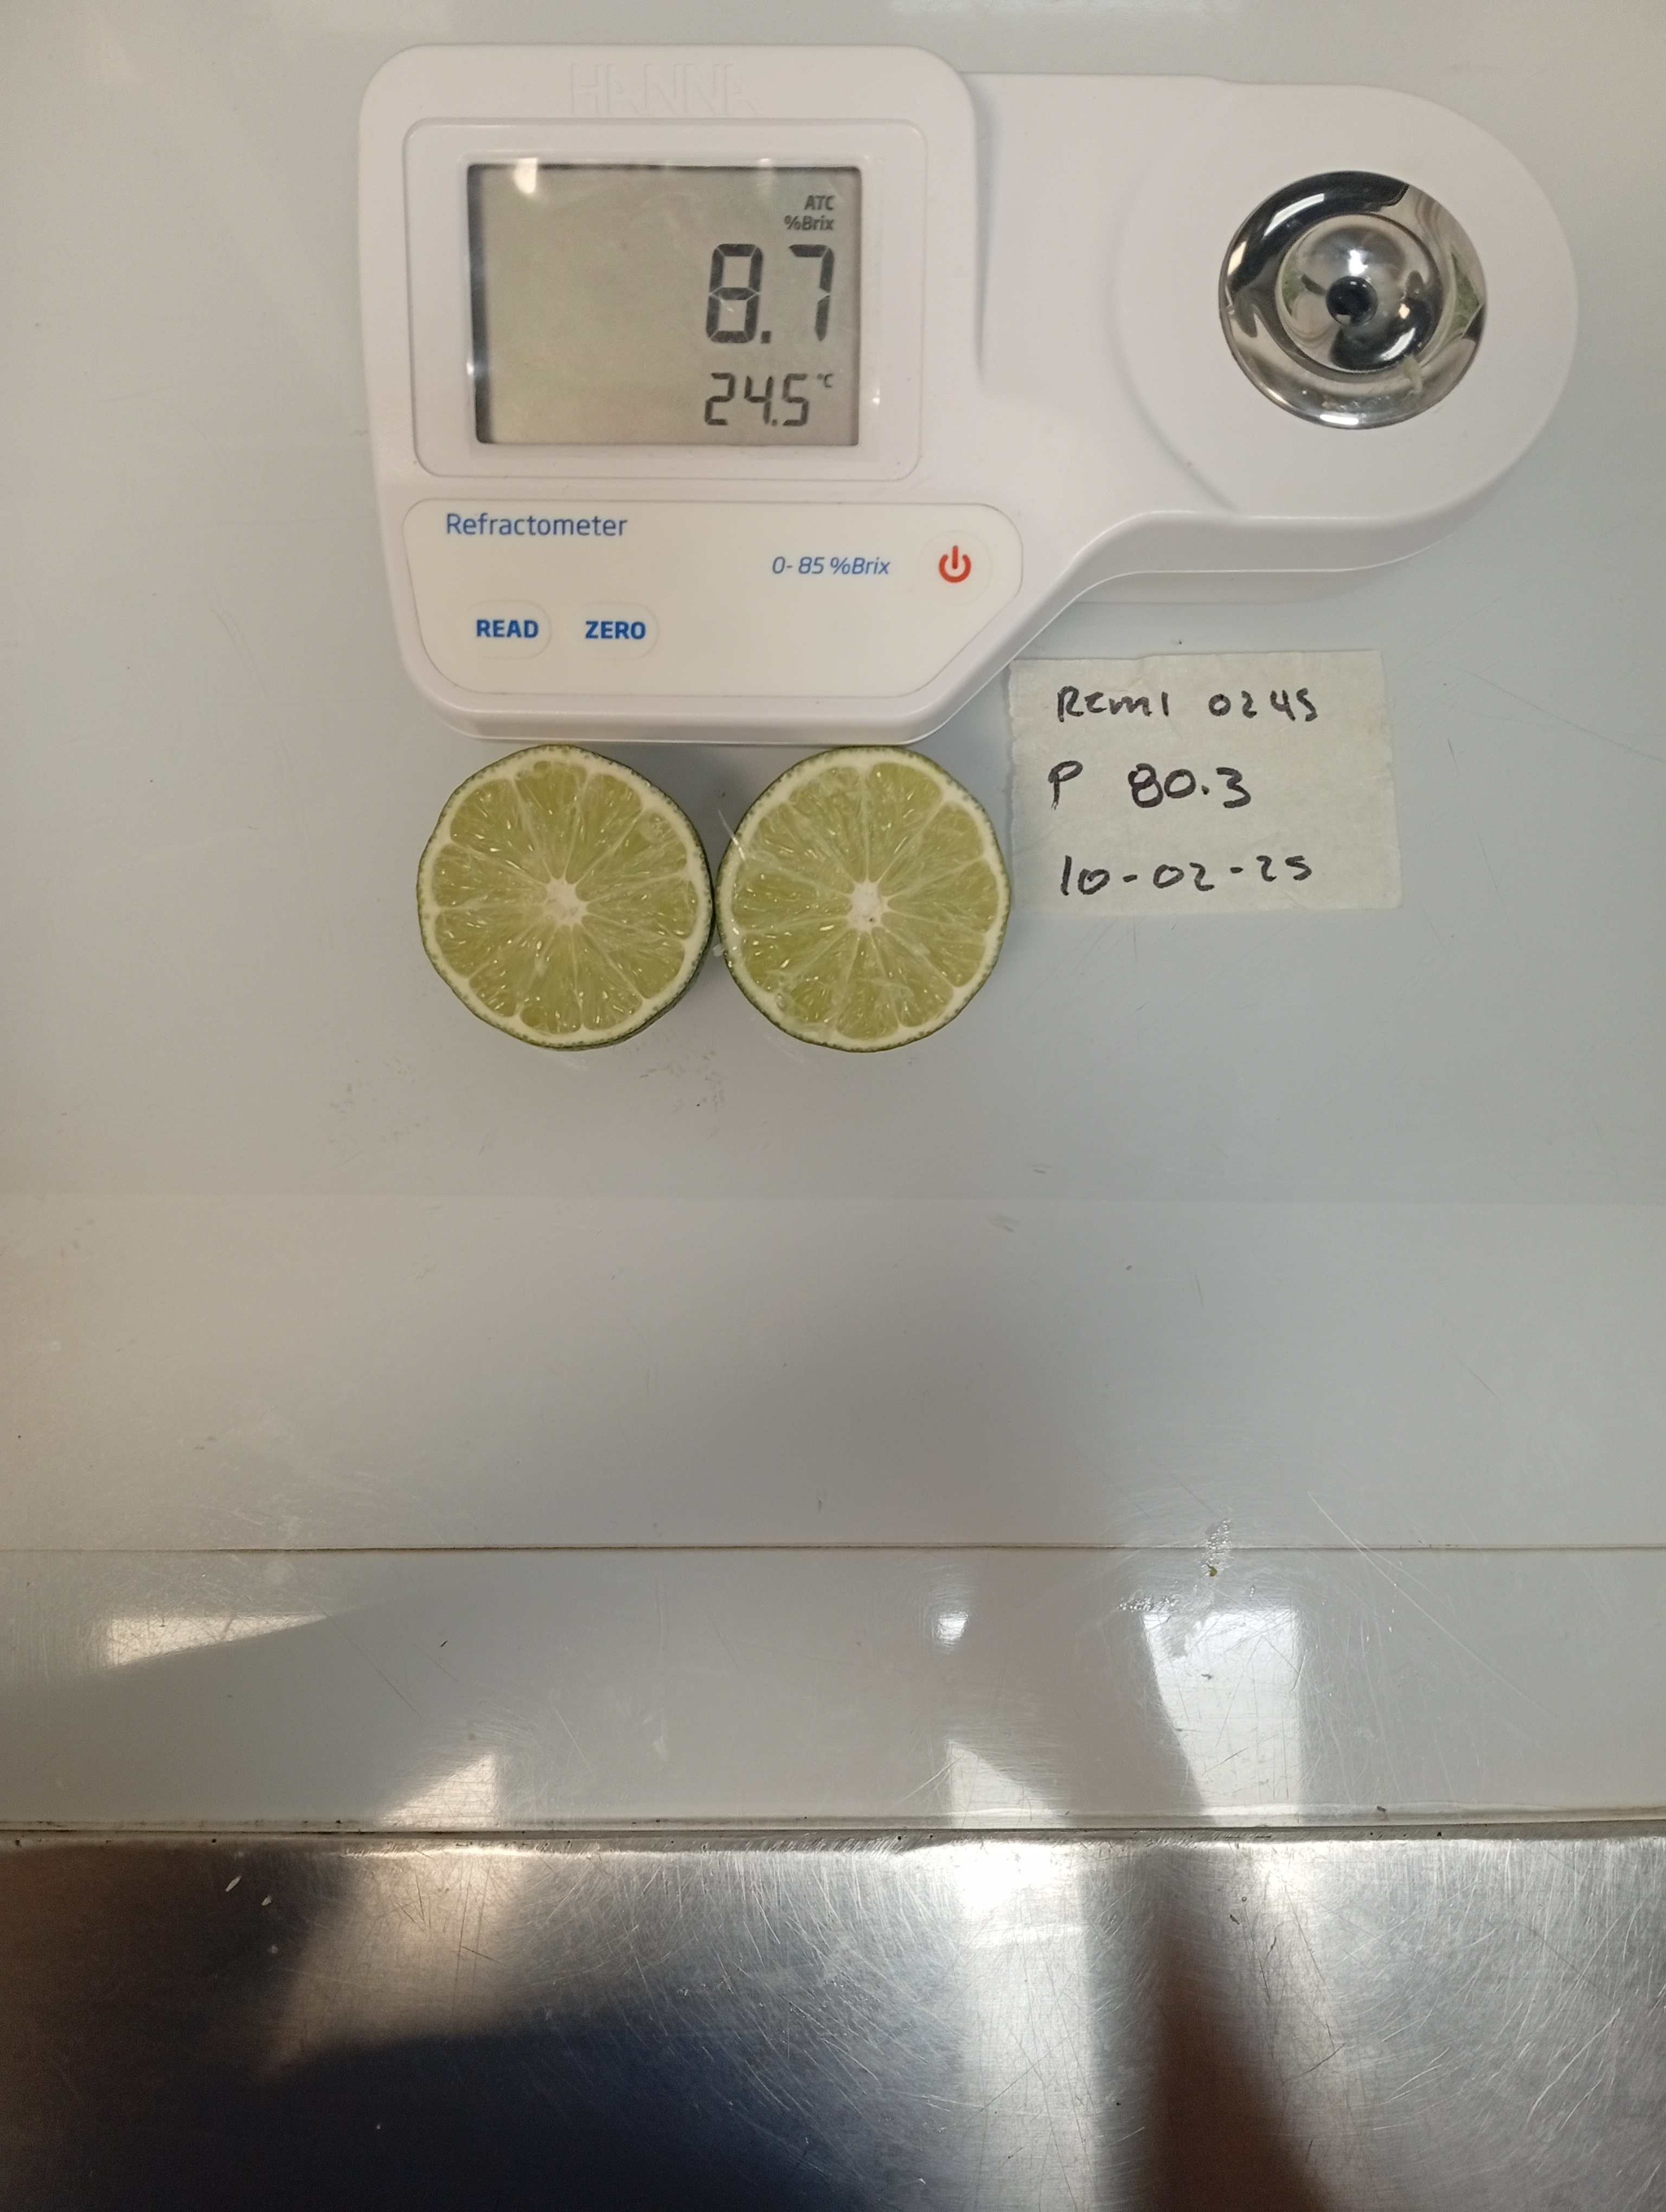 HANNA
ATC
%Brix
8.7
24.5 °C
Refractometer
0- 85 %Brix
READ ZERO
Remi 0245
P 80.3
10-02-25